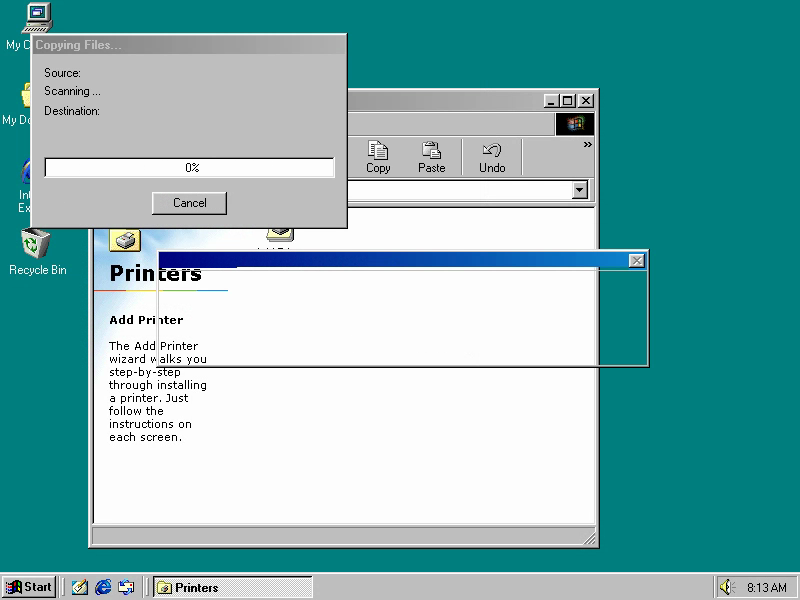 My C
Copying Files...
Source:
Scanning ...
Destination:
0%
Cancel
My Do
Int
Ex
Recycle Bin
Copy
Paste
Undo
»
Printers
Add Printer
The Add Printer
wizard walks you
step-by-step
through installing
a printer. Just
follow the
instructions on
each screen.
Start
Printers
8:13 AM